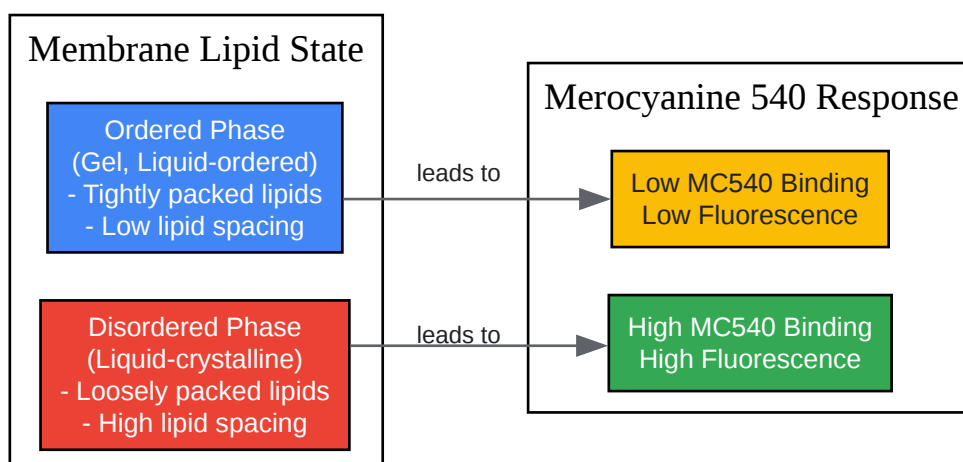 Membrane Lipid State
Ordered Phase
(Gel, Liquid-ordered)
- Tightly packed lipids
- Low lipid spacing
Disordered Phase
(Liquid-crystalline)
- Loosely packed lipids
- High lipid spacing
leads to
leads to
Merocyanine 540 Response
Low MC540 Binding
Low Fluorescence
High MC540 Binding
High Fluorescence